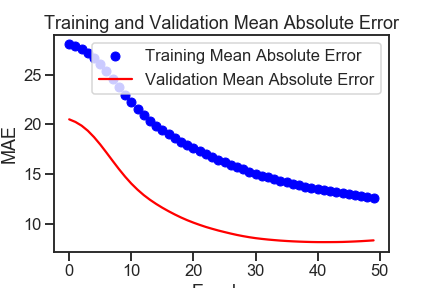 Training and Validation Mean Absolute Error
Training Mean Absolute Error
Validation Mean Absolute Error
MAE
25
20
15
10
0 10 20 30 40 50